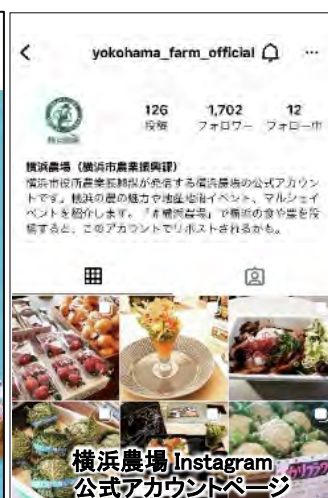 yokohama_farm_official
126
1,702
12
投稿
フォロワー
フォロー中
横浜農場
横浜農場（横浜市農業振興課）
横浜市役所農業振興課が発信する横浜農場の公式アカウン
トです。横浜の農の魅力や地産地消イベント、マルシェイ
ベントを紹介します。「#横浜農場」で横浜の食や農を投
稿すると、このアカウントでリポストされるかも。
横浜農場 Instagram
公式アカウントページ